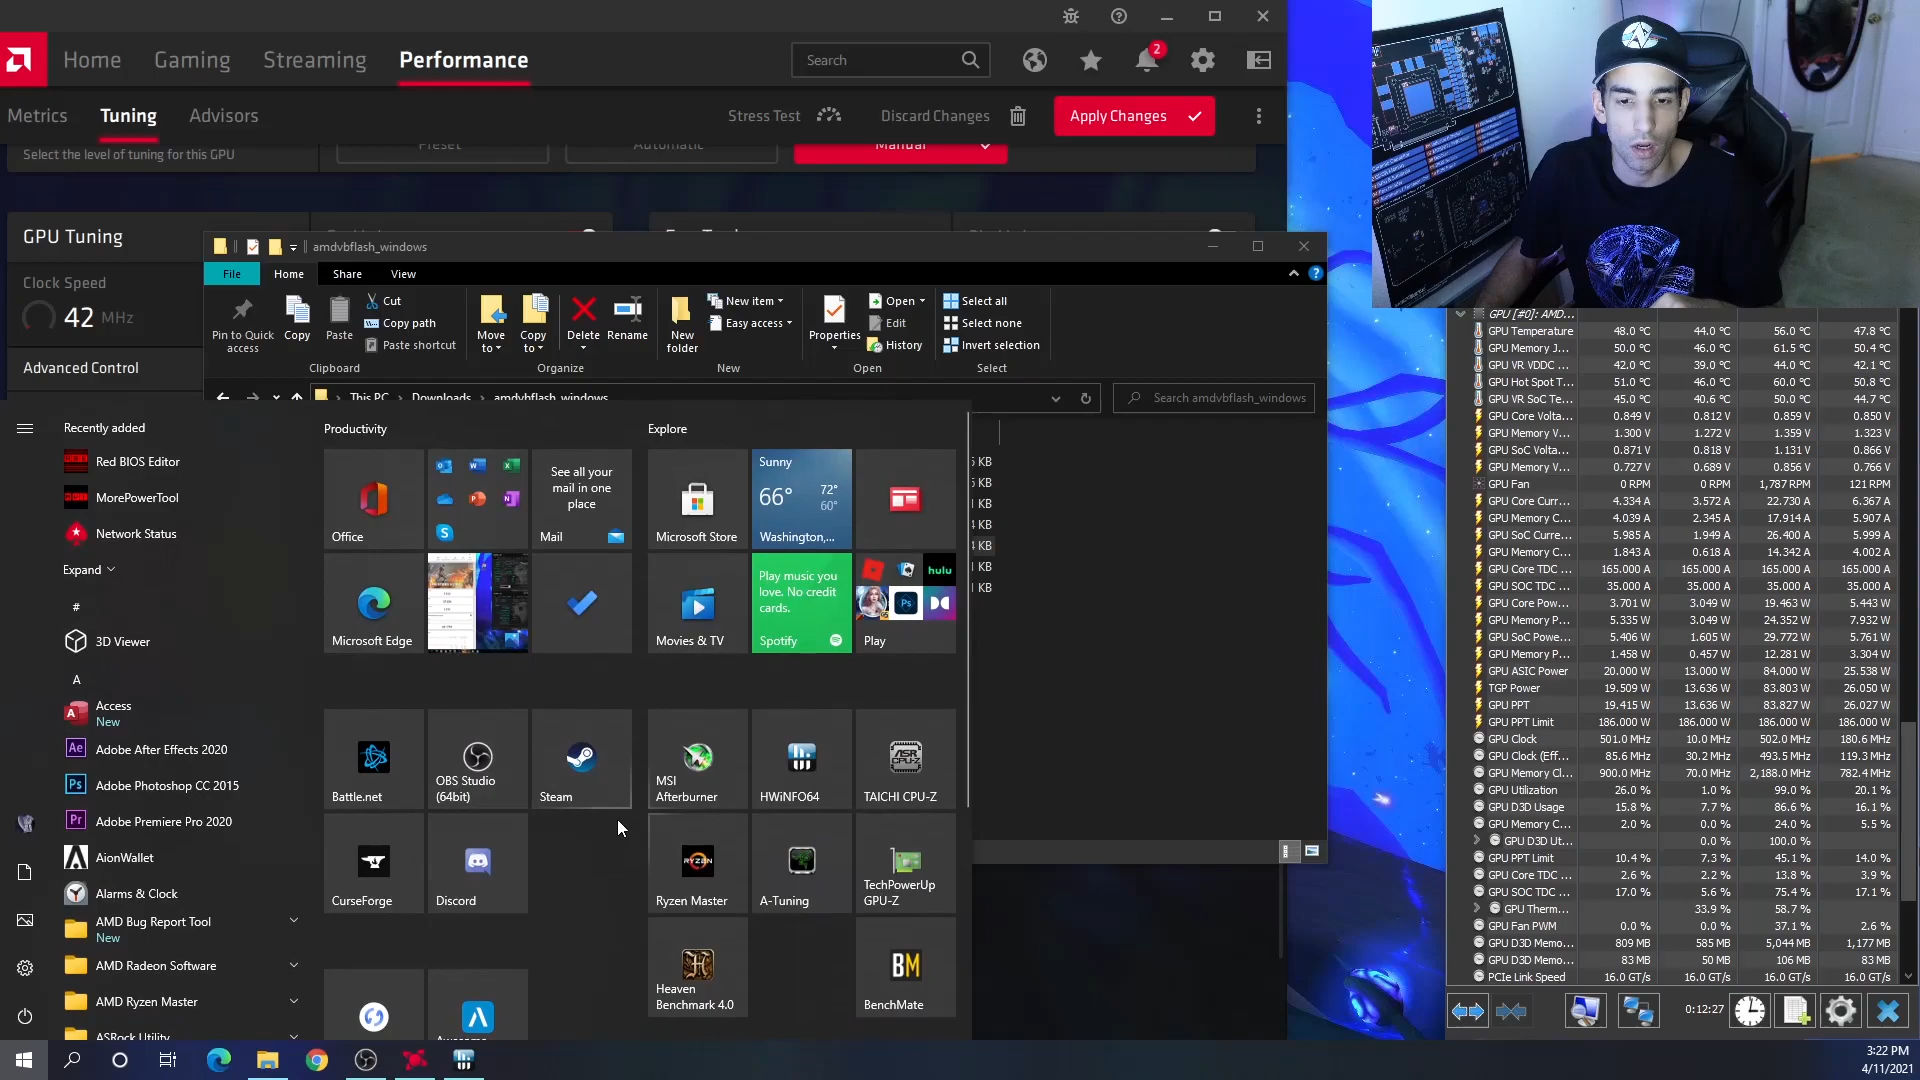 Home
Gaming
Streaming
Performance
Search
2
Metrics
Tuning
Advisors
Stress Test
Discard Changes
Apply Changes
Select the level of tuning for this GPU
Preset
Automatic
Manual
GPU Tuning
Clock Speed
42 MHz
Advanced Control
amdvbflash_windows
File
Home
Share
View
Pin to Quick
access
Copy
Paste
Cut
Copy path
Paste shortcut
Clipboard
Move
to
Copy
to
Delete
Rename
Organize
New
folder
New item
Easy access
New
Properties
Open
Edit
History
Open
Select all
Select none
Invert selection
Select
This PC
Downloads
amdvbflash_windows
Search amdvbflash_windows
KB
KB
KB
KB
KB
KB
KB
Recently added
Red BIOS Editor
MorePowerTool
Network Status
Expand
#
3D Viewer
A
Access
New
Adobe After Effects 2020
Adobe Photoshop CC 2015
Adobe Premiere Pro 2020
AionWallet
Alarms & Clock
AMD Bug Report Tool
New
AMD Radeon Software
AMD Ryzen Master
ASRock Utility
Productivity
Office
See all your
mail in one
place
Mail
Microsoft Edge
Explore
Microsoft Store
Sunny
66°
72°
60°
Washington,...
Movies & TV
Play music you
love. No credit
cards.
Spotify
hulu
Ps
Play
Battle.net
OBS Studio
(64bit)
Steam
MSI
Afterburner
HWiNFO64
TAICHI CPU-Z
CurseForge
Discord
RYZEN
Ryzen Master
A-Tuning
TechPowerUp
GPU-Z
Heaven
Benchmark 4.0
BM
BenchMate
GPU [#0]: AMD...
GPU Temperature 48.0 °C 44.0 °C 56.0 °C 47.8 °C
GPU Memory J... 50.0 °C 46.0 °C 61.5 °C 50.4 °C
GPU VR VDDC ... 42.0 °C 39.0 °C 44.0 °C 42.1 °C
GPU Hot Spot T... 51.0 °C 46.0 °C 60.0 °C 50.8 °C
GPU VR SoC Te... 45.0 °C 40.6 °C 50.0 °C 44.7 °C
GPU Core Volta... 0.849 V 0.812 V 0.859 V 0.850 V
GPU Memory V... 1.300 V 1.272 V 1.359 V 1.323 V
GPU SoC Volta... 0.871 V 0.818 V 1.131 V 0.866 V
GPU Memory V... 0.727 V 0.689 V 0.856 V 0.766 V
GPU Fan 0 RPM 0 RPM 1,787 RPM 121 RPM
GPU Core Curr... 4.334 A 3.572 A 22.730 A 6.367 A
GPU Memory C... 4.039 A 2.345 A 17.914 A 5.907 A
GPU SoC Curre... 5.985 A 1.949 A 26.400 A 5.999 A
GPU Memory C... 1.843 A 0.618 A 14.342 A 4.002 A
GPU Core TDC ... 165.000 A 165.000 A 165.000 A 165.000 A
GPU SOC TDC ... 35.000 A 35.000 A 35.000 A 35.000 A
GPU Core Pow... 3.701 W 3.049 W 19.463 W 5.443 W
GPU Memory P... 5.335 W 3.049 W 24.352 W 7.932 W
GPU SoC Powe... 5.406 W 1.605 W 29.772 W 5.761 W
GPU Memory P... 1.458 W 0.457 W 12.281 W 3.304 W
GPU ASIC Power 20.000 W 13.000 W 84.000 W 25.538 W
TGP Power 19.509 W 13.636 W 83.803 W 26.050 W
GPU PPT 19.415 W 13.636 W 83.827 W 26.027 W
GPU PPT Limit 186.000 W 186.000 W 186.000 W 186.000 W
GPU Clock 501.0 MHz 10.0 MHz 502.0 MHz 180.6 MHz
GPU Clock (Eff... 85.6 MHz 30.2 MHz 493.5 MHz 119.3 MHz
GPU Memory Cl... 900.0 MHz 70.0 MHz 2,188.0 MHz 782.4 MHz
GPU Utilization 26.0 % 1.0 % 99.0 % 20.1 %
GPU D3D Usage 15.8 % 7.7 % 86.6 % 16.1 %
GPU Memory C... 2.0 % 0.0 % 24.0 % 5.5 %
GPU D3D Ut... 0.0 % 100.0 %
GPU PPT Limit 10.4 % 7.3 % 45.1 % 14.0 %
GPU Core TDC ... 2.6 % 2.2 % 13.8 % 3.9 %
GPU SOC TDC ... 17.0 % 5.6 % 75.4 % 17.1 %
GPU Therm... 33.9 % 58.7 %
GPU Fan PWM 0.0 % 0.0 % 37.1 % 2.6 %
GPU D3D Memo... 809 MB 585 MB 5,044 MB 1,177 MB
GPU D3D Memo... 83 MB 50 MB 106 MB 83 MB
PCIe Link Speed 16.0 GT/s 16.0 GT/s 16.0 GT/s 16.0 GT/s
0:12:27
3:22 PM
4/11/2021